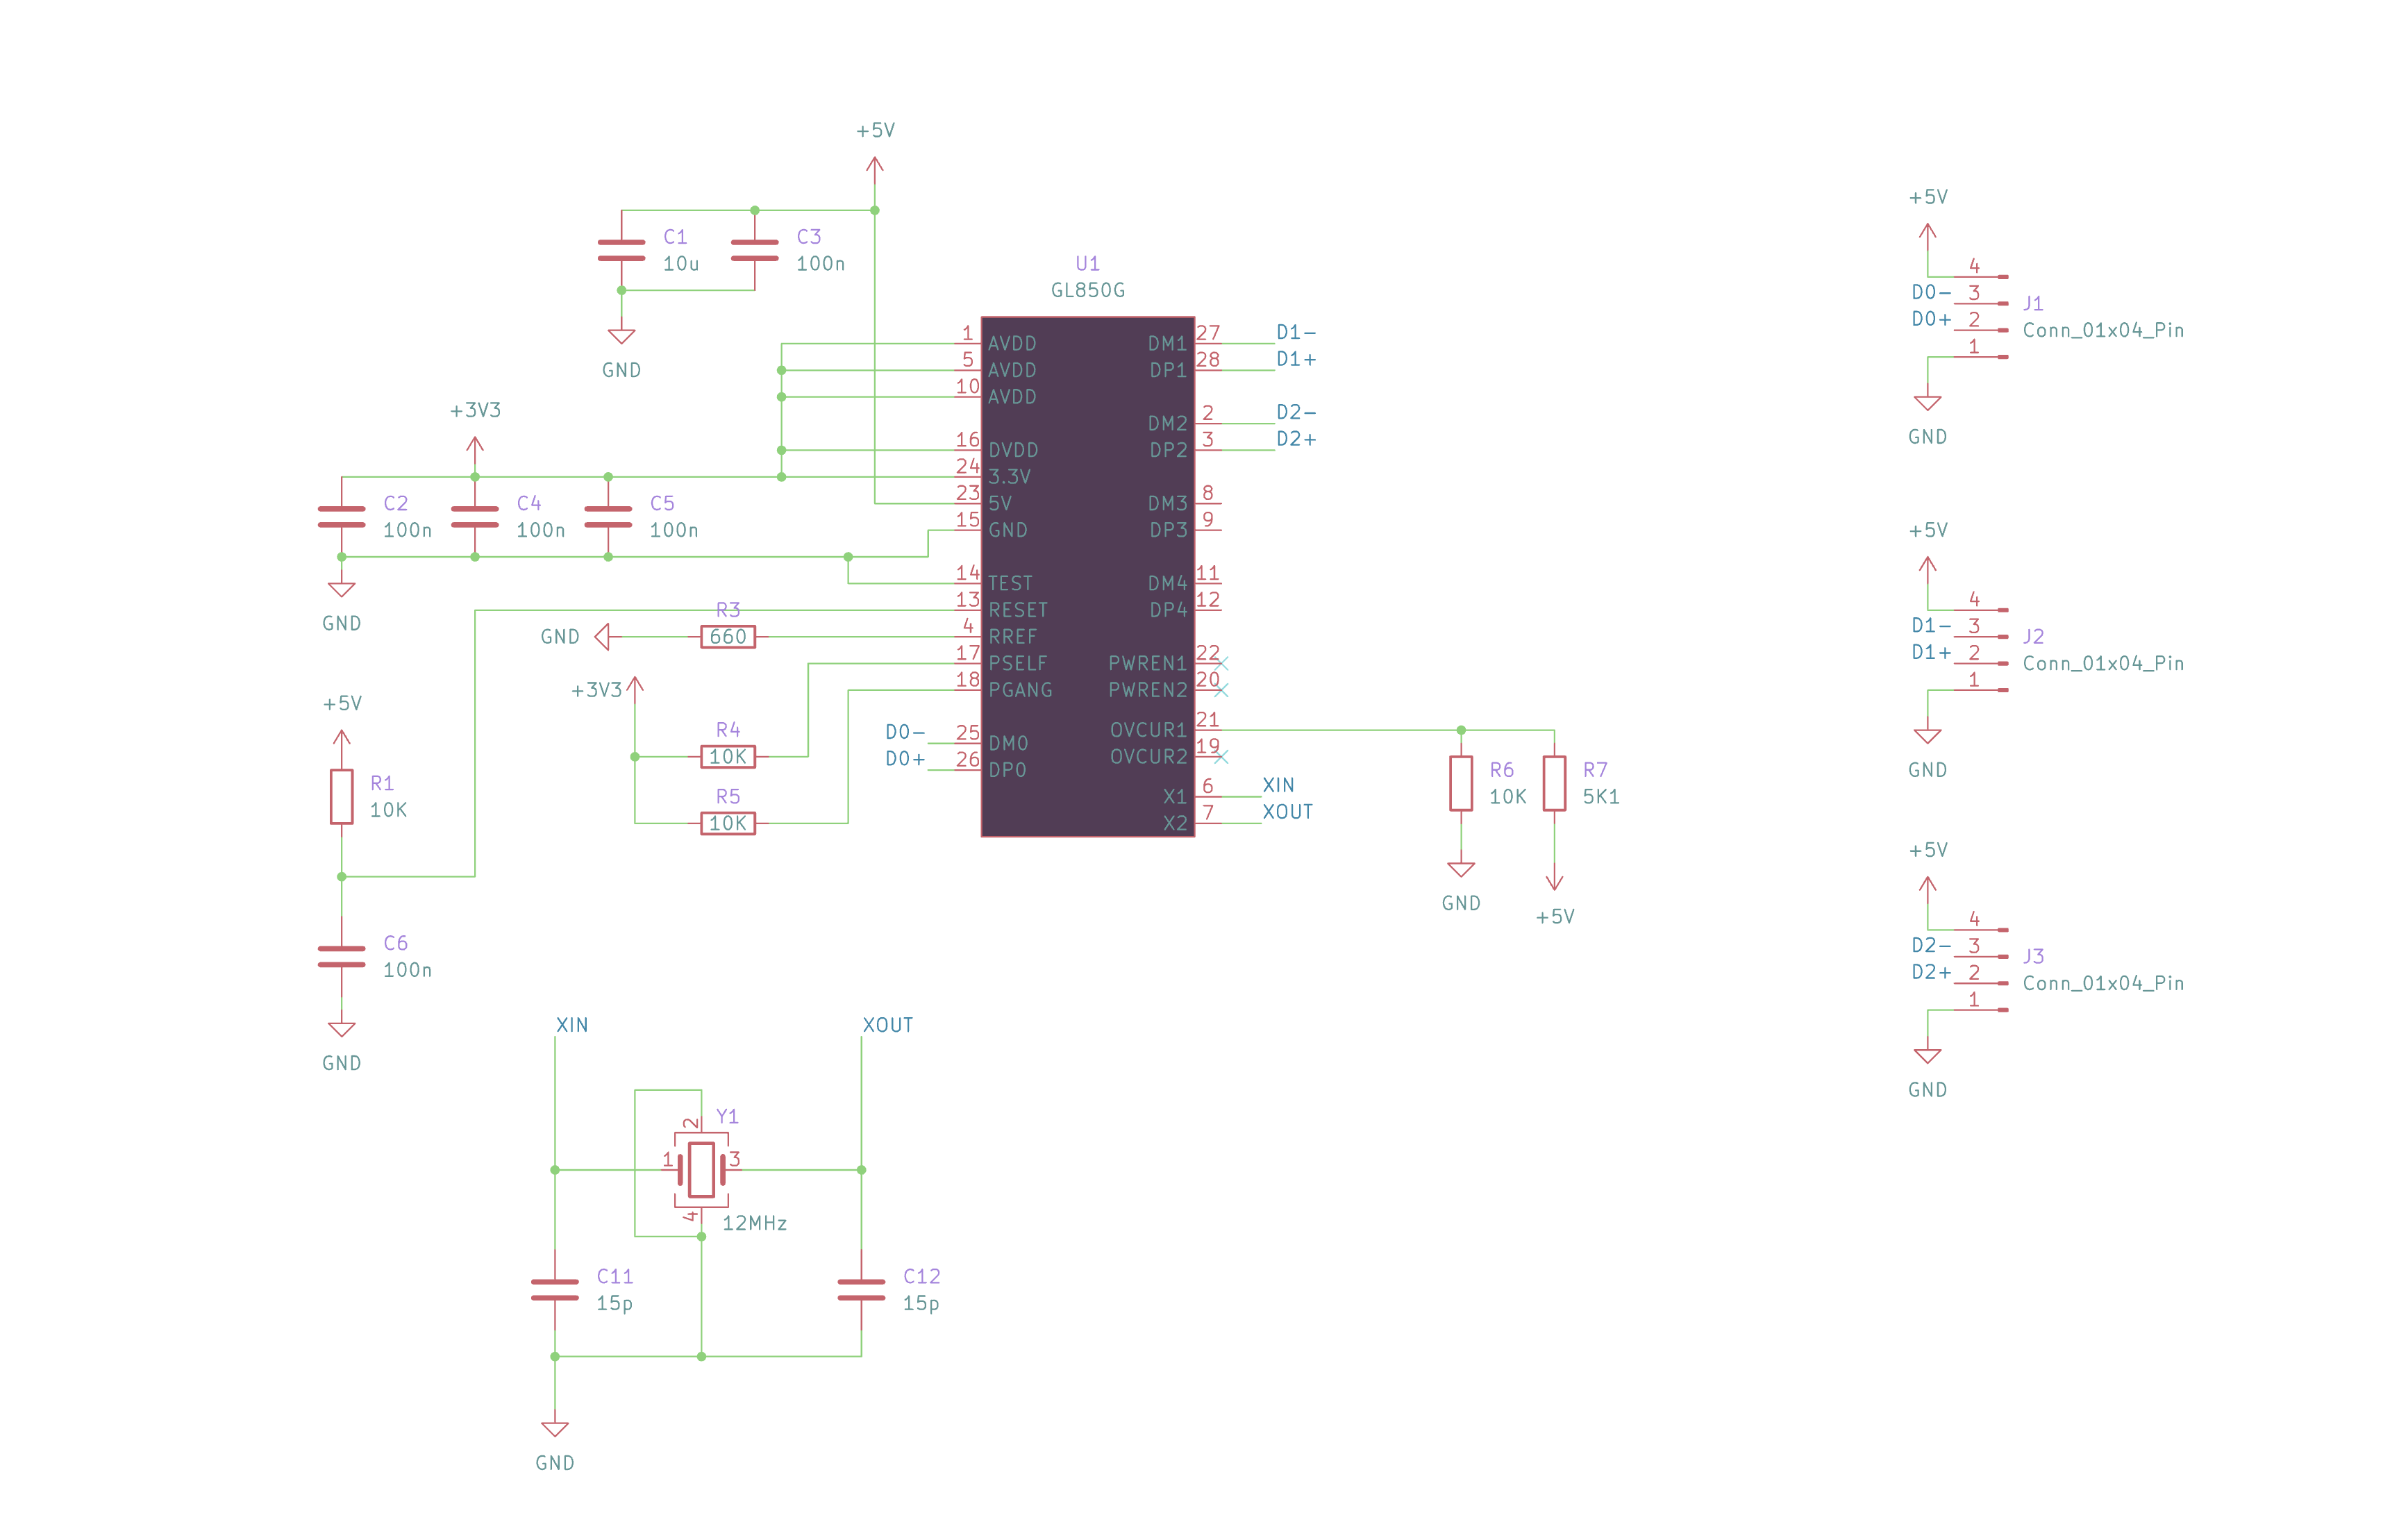 +5V
C1
10u
C3
100n
GND
+3V3
C2
100n
C4
100n
C5
100n
GND
U1
GL850G
1 AVDD
5 AVDD
10 AVDD
16 DVDD
24 3.3V
23 5V
15 GND
14 TEST
13 RESET
4 RREF
17 PSELF
18 PGANG
D0- 25 DM0
D0+ 26 DP0
DM1 27 D1-
DP1 28 D1+
DM2 2 D2-
DP2 3 D2+
DM3 8
DP3 9
DM4 11
DP4 12
PWREN1 22
PWREN2 20
OVCUR1 21
OVCUR2 19
X1 6 XIN
X2 7 XOUT
R3
GND 660
+3V3
R4
10K
R5
10K
+5V
R1
10K
C6
100n
GND
R6
10K
GND
R7
5K1
+5V
XIN
XOUT
Y1
2
1
3
4
12MHz
C11
15p
C12
15p
GND
+5V
4
D0- 3
D0+ 2
1
J1
Conn_01x04_Pin
GND
+5V
4
D1- 3
D1+ 2
1
J2
Conn_01x04_Pin
GND
+5V
4
D2- 3
D2+ 2
1
J3
Conn_01x04_Pin
GND